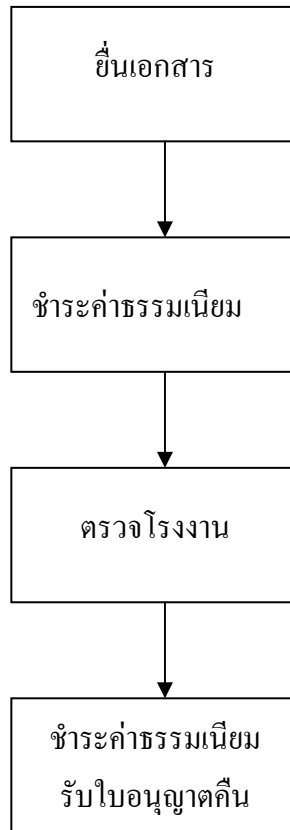 ยื่นเอกสาร
ชำระค่าธรรมเนียม
ตรวจโรงงาน
ชำระค่าธรรมเนียม
รับใบอนุญาตคืน